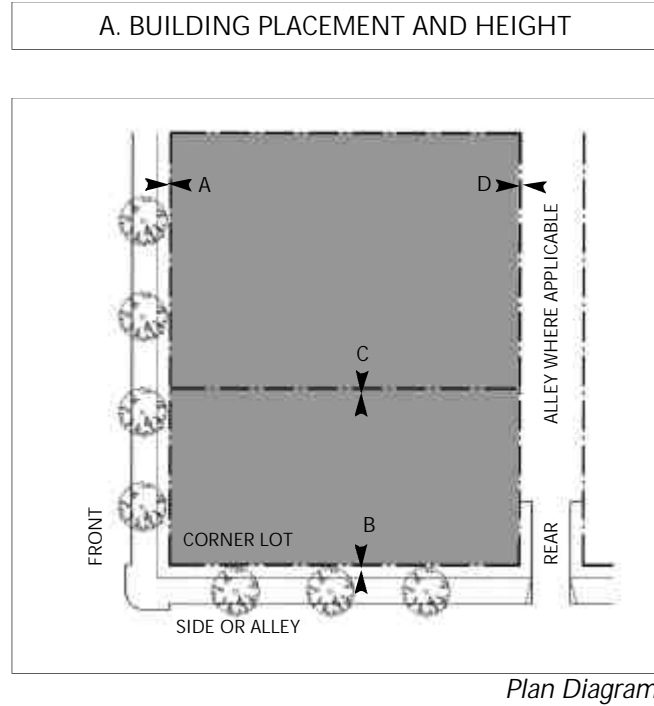 A. BUILDING PLACEMENT AND HEIGHT
A
D
ALLEY WHERE APPLICABLE
C
B
FRONT
CORNER LOT
REAR
SIDE OR ALLEY
Plan Diagram